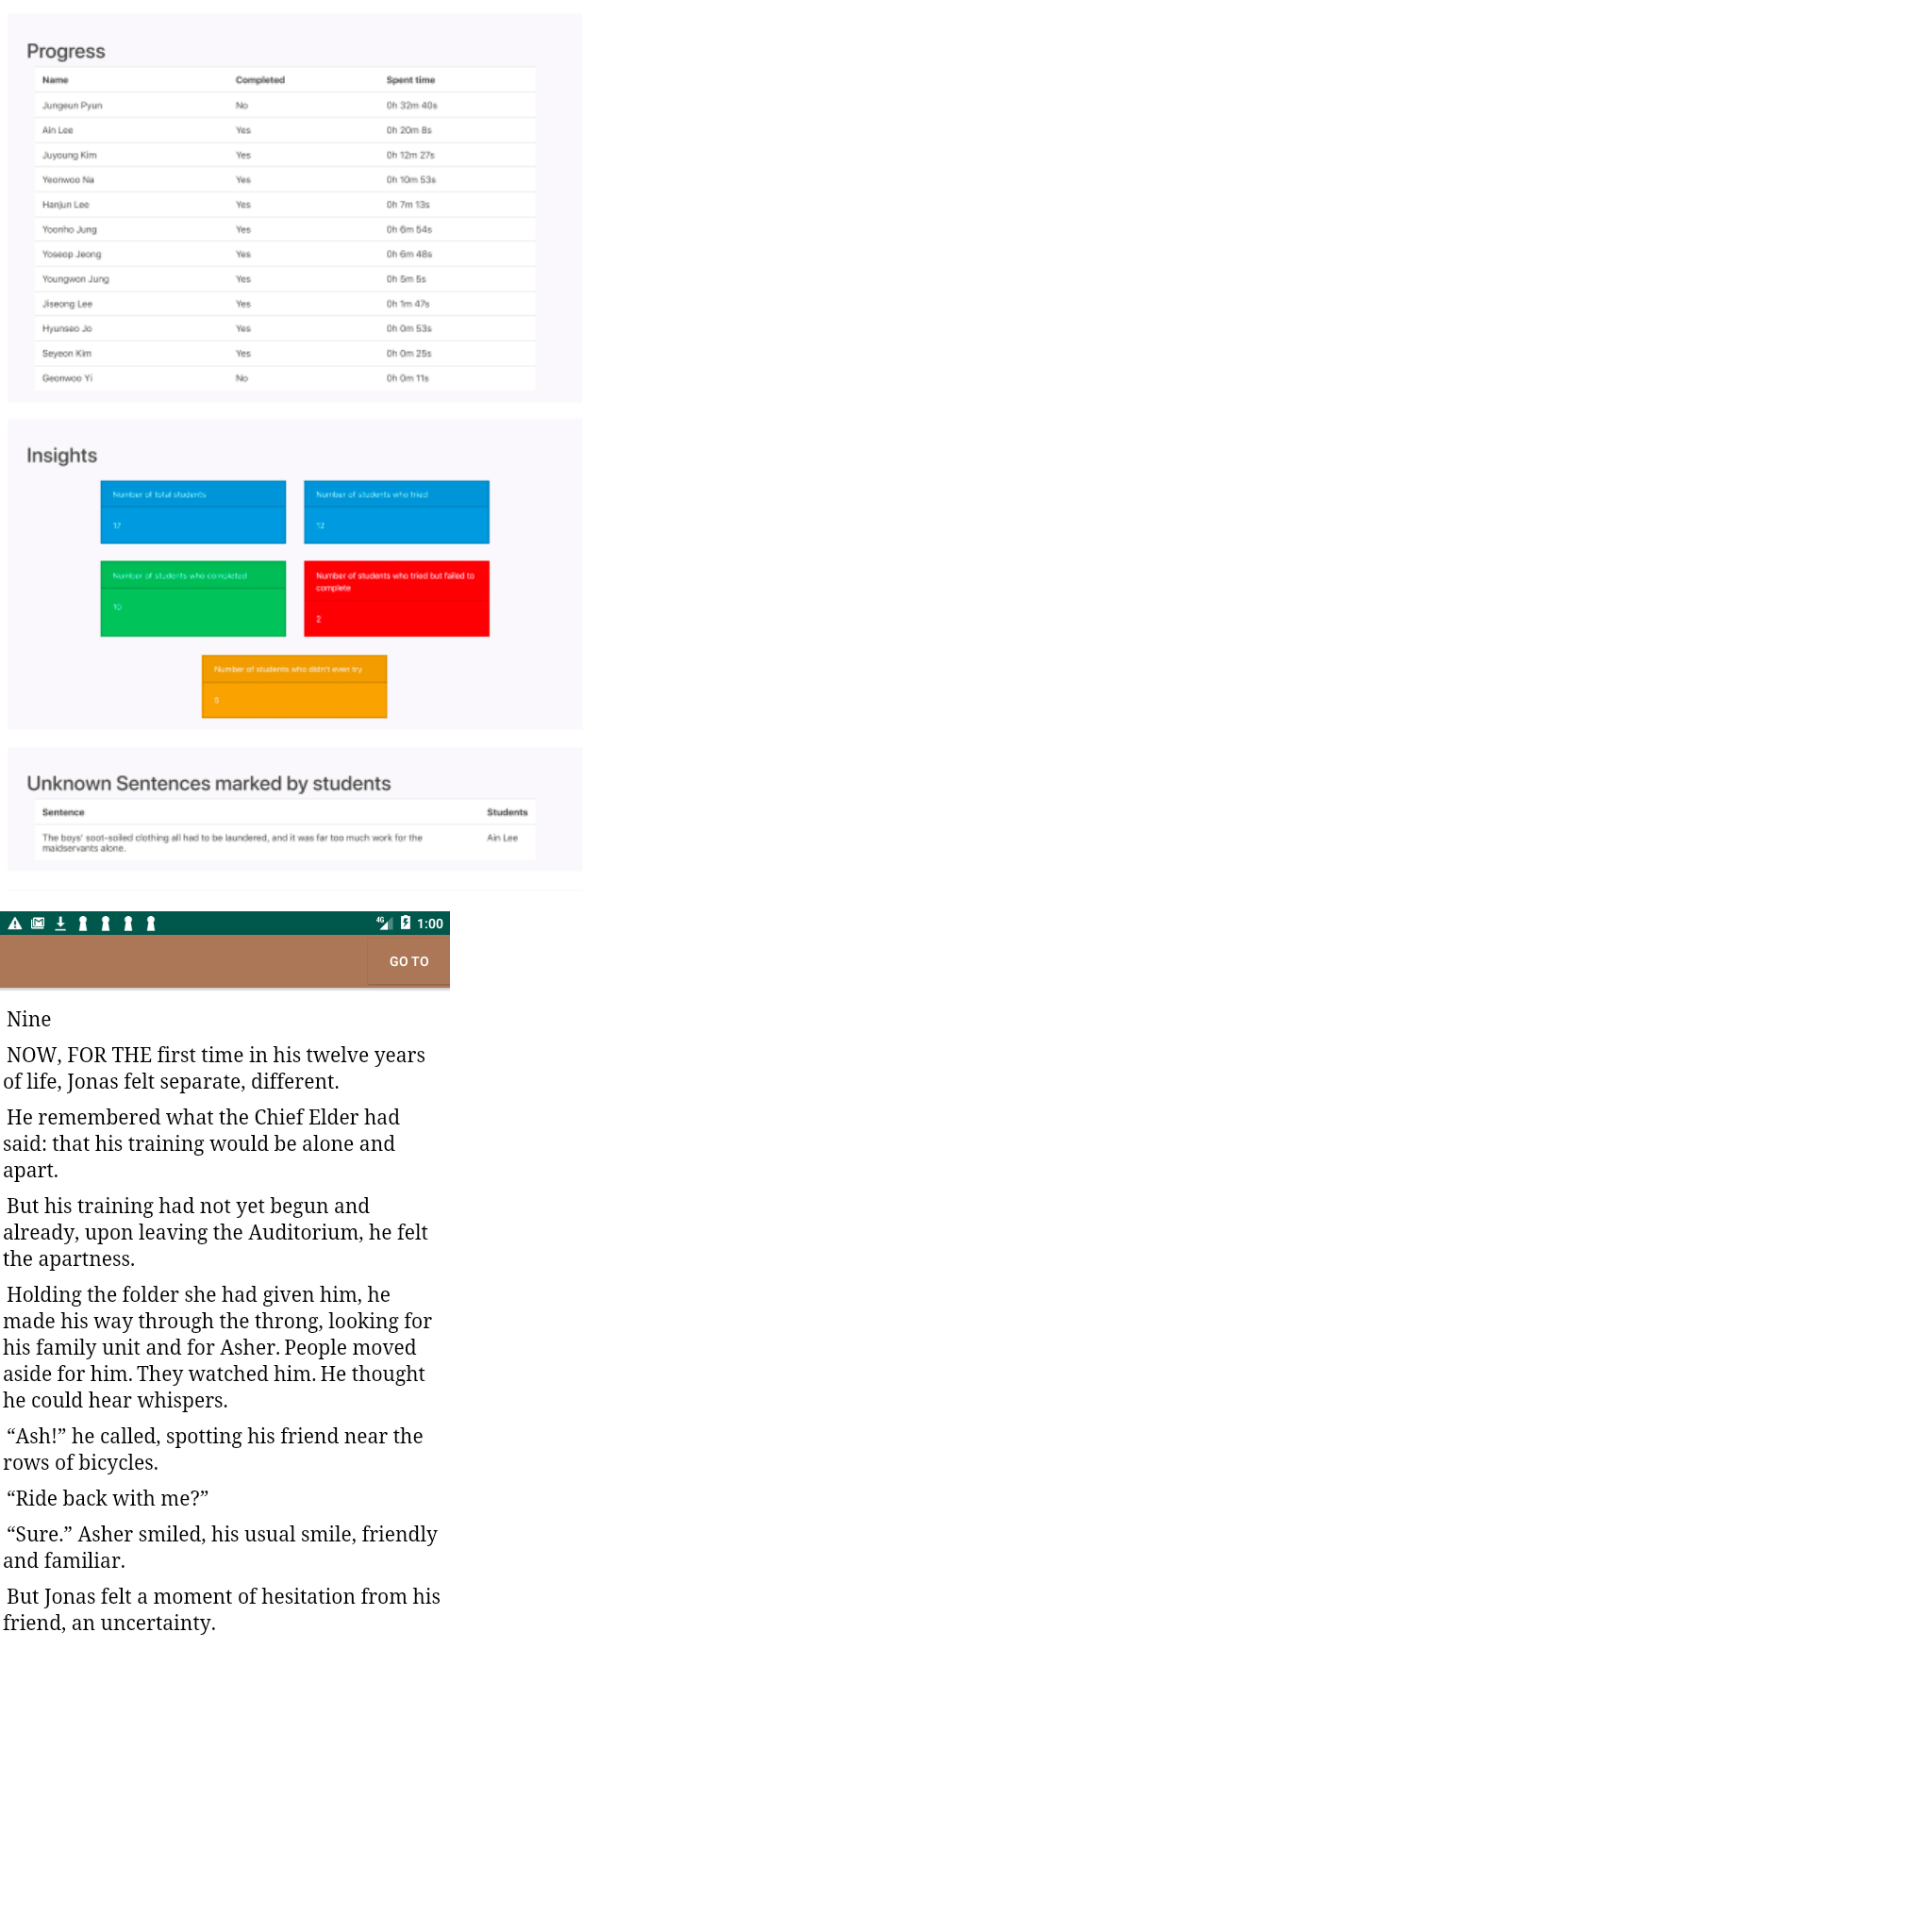 Progress
Name Completed Spent time
Jungeun Pyun No 0h 32m 40s
Ain Lee Yes 0h 20m 8s
Juyoung Kim Yes 0h 12m 27s
Yeonwoo Na Yes 0h 10m 53s
Hanjun Lee Yes 0h 7m 13s
Yoonho Jung Yes 0h 6m 54s
Yoseop Jeong Yes 0h 6m 48s
Youngwon Jung Yes 0h 5m 5s
Jiseong Lee Yes 0h 1m 47s
Hyunseo Jo Yes 0h 0m 53s
Seyeon Kim Yes 0h 0m 25s
Geonwoo Yi No 0h 0m 11s
Insights
Number of total students
17
Number of students who tried
12
Number of students who completed
10
Number of students who tried but failed to
complete
2
Number of students who didn't even try
Unknown Sentences marked by students
Sentence Students
The boys' soot-soiled clothing all had to be laundered, and it was far too much work for the Ain Lee
maidservants alone.
4G 1:00
GO TO
Nine
NOW, FOR THE first time in his twelve years
of life, Jonas felt separate, different.
He remembered what the Chief Elder had
said: that his training would be alone and
apart.
But his training had not yet begun and
already, upon leaving the Auditorium, he felt
the apartness.
Holding the folder she had given him, he
made his way through the throng, looking for
his family unit and for Asher. People moved
aside for him. They watched him. He thought
he could hear whispers.
“Ash!” he called, spotting his friend near the
rows of bicycles.
“Ride back with me?”
“Sure.” Asher smiled, his usual smile, friendly
and familiar.
But Jonas felt a moment of hesitation from his
friend, an uncertainty.